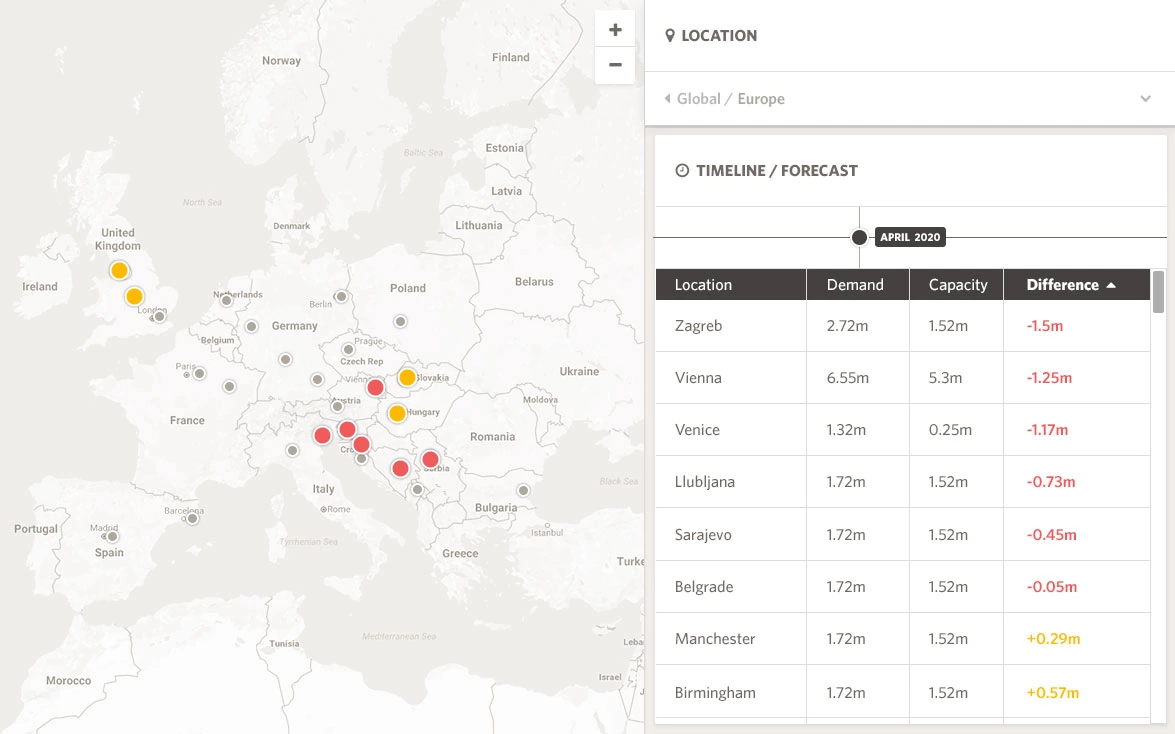 Norway
Finland
Estonia
Baltic Sea
Latvia
North Sea
Denmark
Lithuania
United
Kingdom
Ireland
Belarus
Poland
Netherlands
Berlin
London
Germany
Belgium
Prague
Czech Rep
Paris
Ukraine
Vienna
Slovakia
Moldova
Austria
Hungary
France
Romania
Italy
Serbia
Black Sea
Rome
Bulgaria
Barcelona
Portugal
Madrid
Spain
Istanbul
Tyrrhenian Sea
Greece
Turke
Tunisia
Mediterranean Sea
Leba
Israel
Morocco
+
−
LOCATION
Global / Europe
TIMELINE / FORECAST
APRIL 2020
Location Demand Capacity Difference
Zagreb 2.72m 1.52m -1.5m
Vienna 6.55m 5.3m -1.25m
Venice 1.32m 0.25m -1.17m
Llubljana 1.72m 1.52m -0.73m
Sarajevo 1.72m 1.52m -0.45m
Belgrade 1.72m 1.52m -0.05m
Manchester 1.72m 1.52m +0.29m
Birmingham 1.72m 1.52m +0.57m